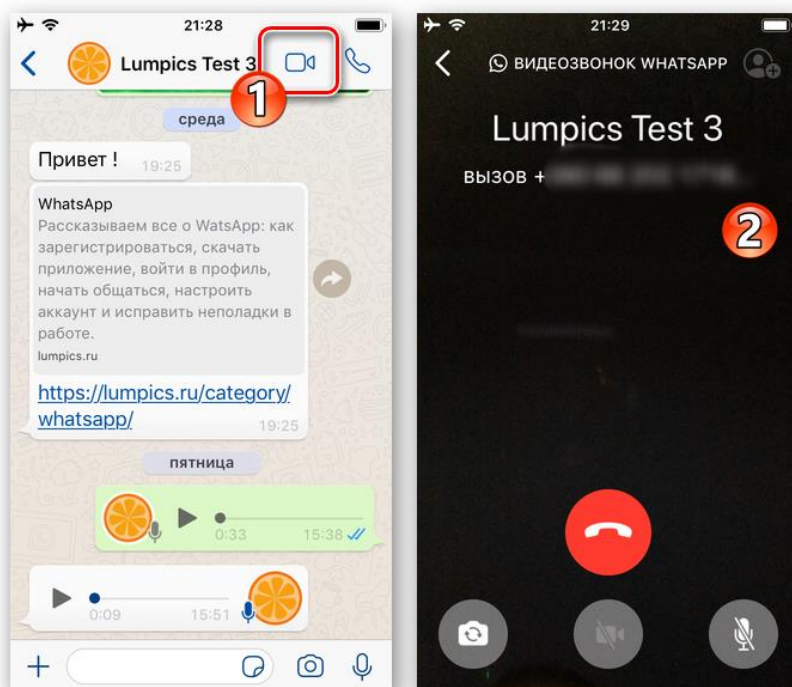 21:28
Lumpics Test 3
1
среда
Привет !
19:25
WhatsApp
Рассказываем все о WatsApp: как
зарегистрироваться, скачать
приложение, войти в профиль,
начать общаться, настроить
аккаунт и исправить неполадки в
работе.
lumpics.ru
https://lumpics.ru/category/
whatsapp/
19:25
пятница
0:33 15:38
0:09 15:51
21:29
ВИДЕОЗВОНОК WHATSAPP
Lumpics Test 3
вызов +
2